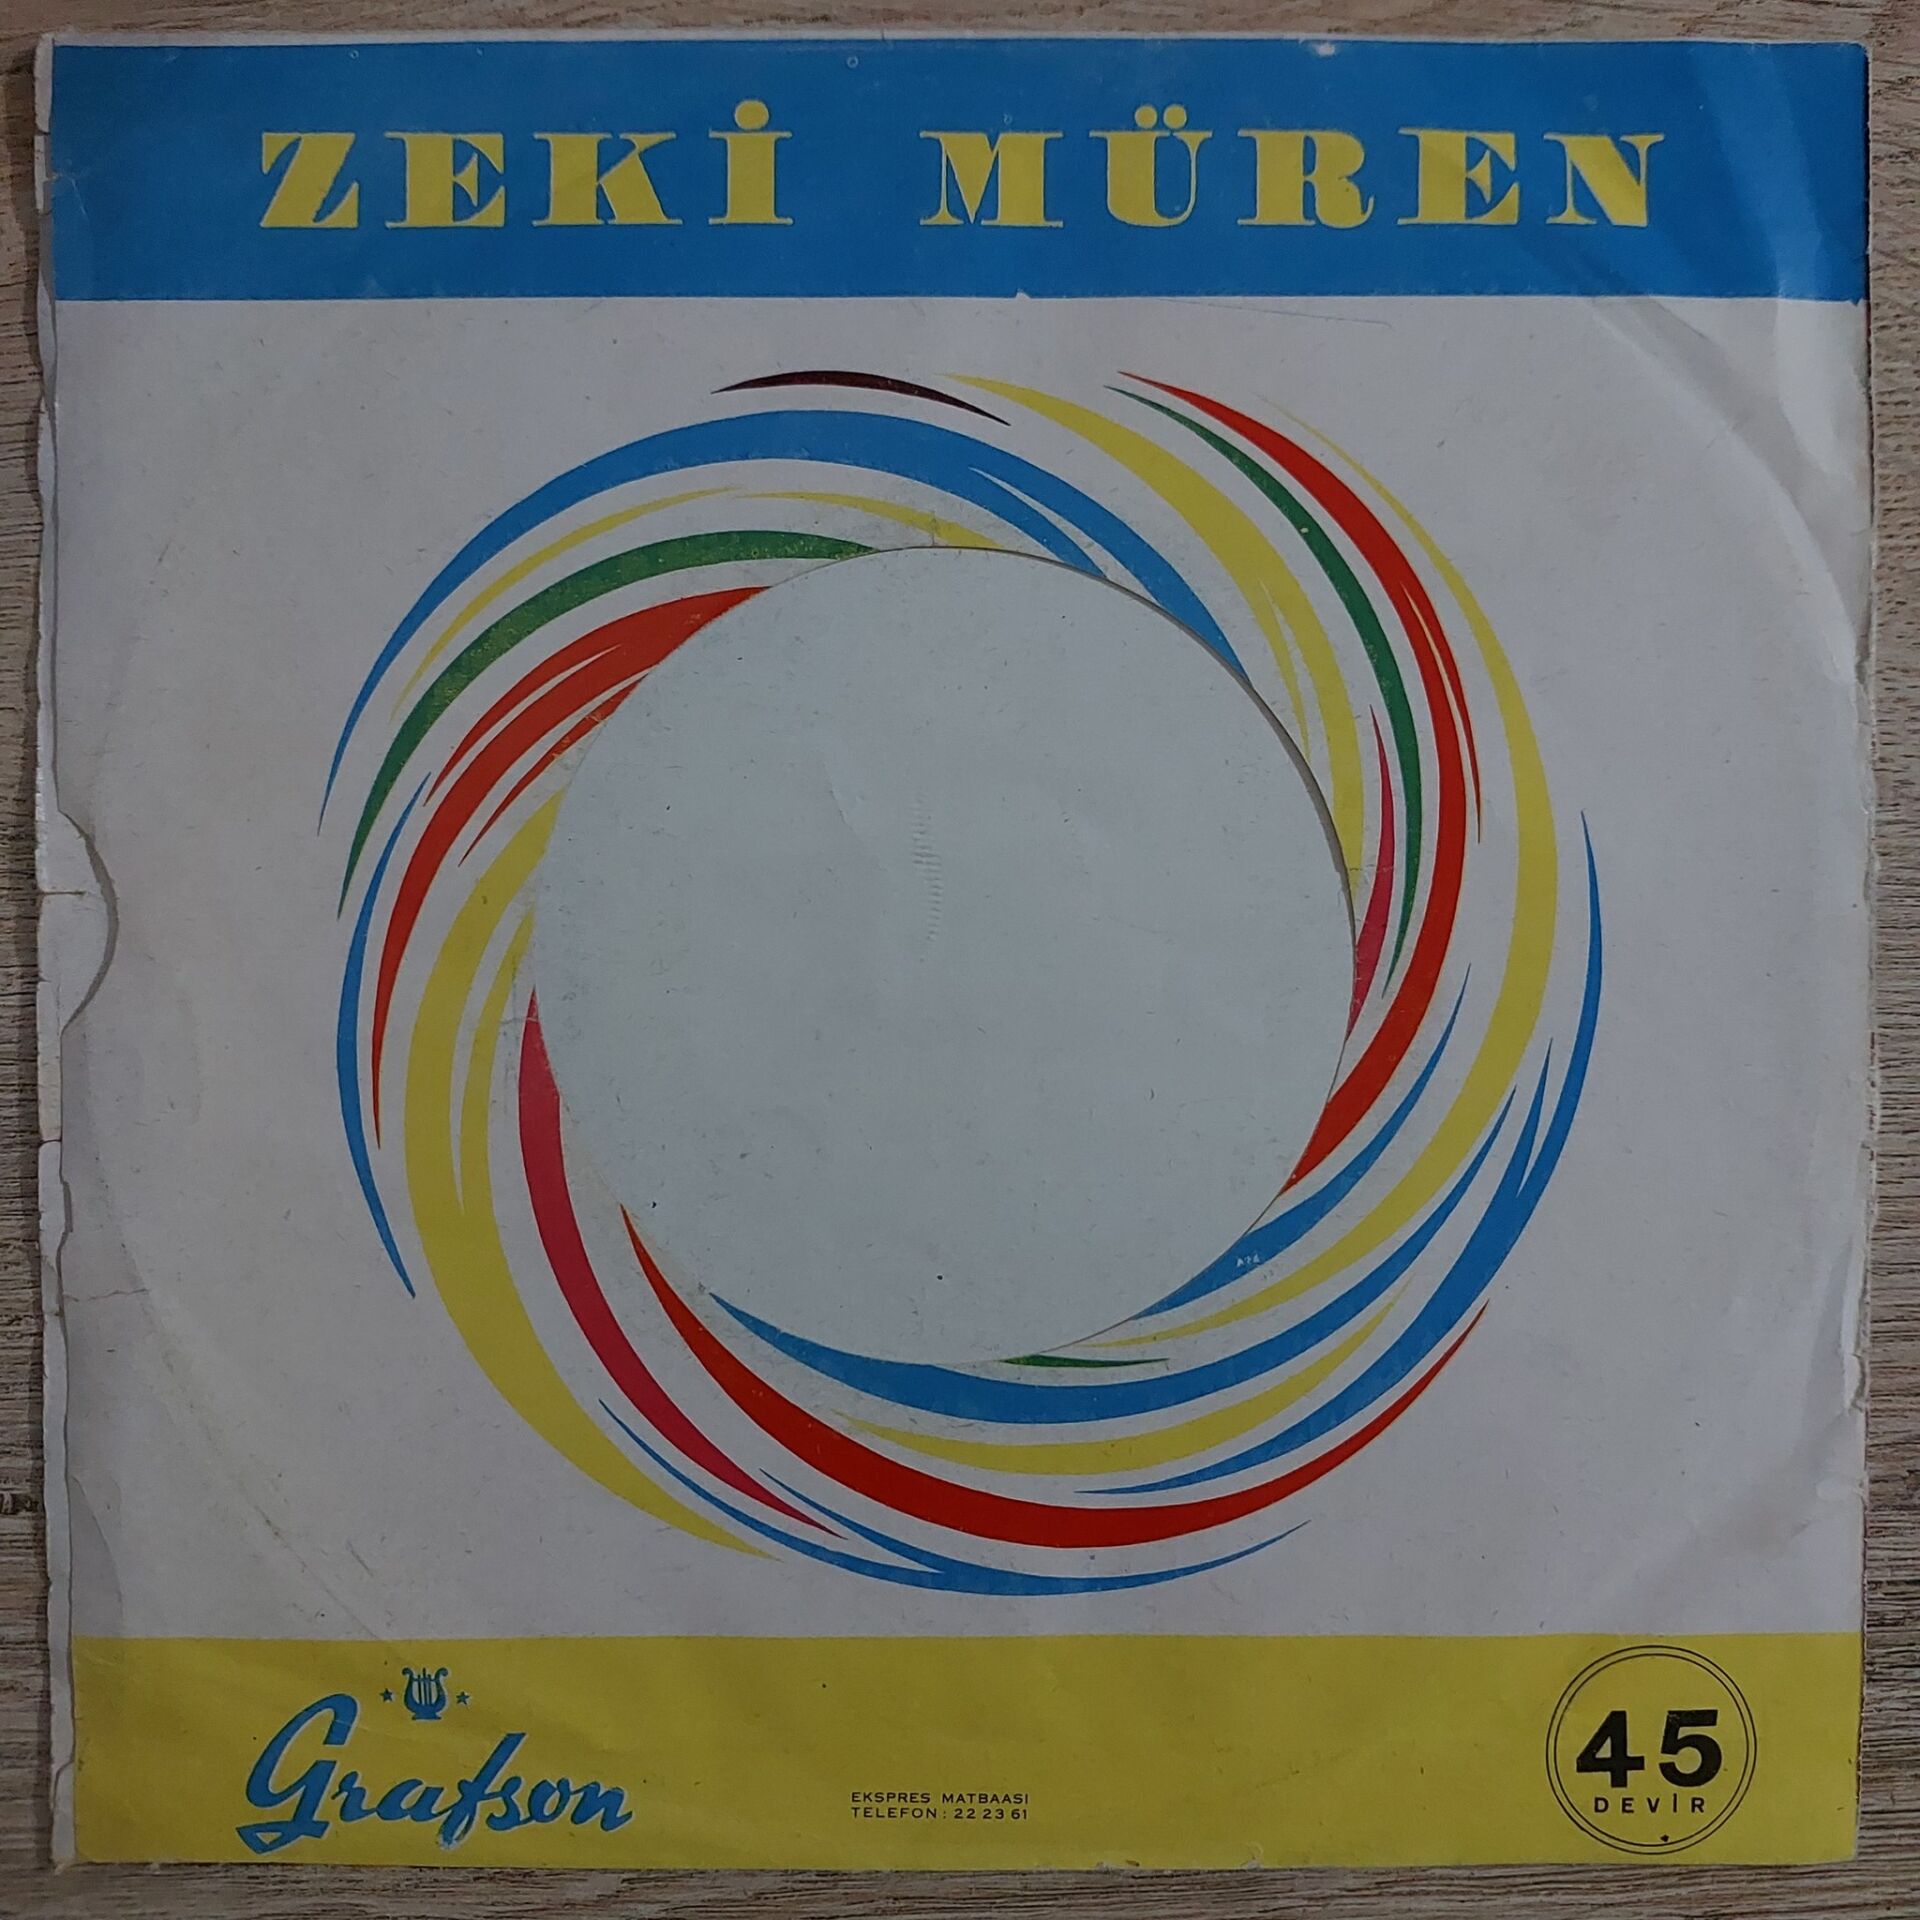 ZEKİ MÜREN
Grafson
EKSPRES MATBAASI
TELEFON: 22 23 61
45
DEVİR